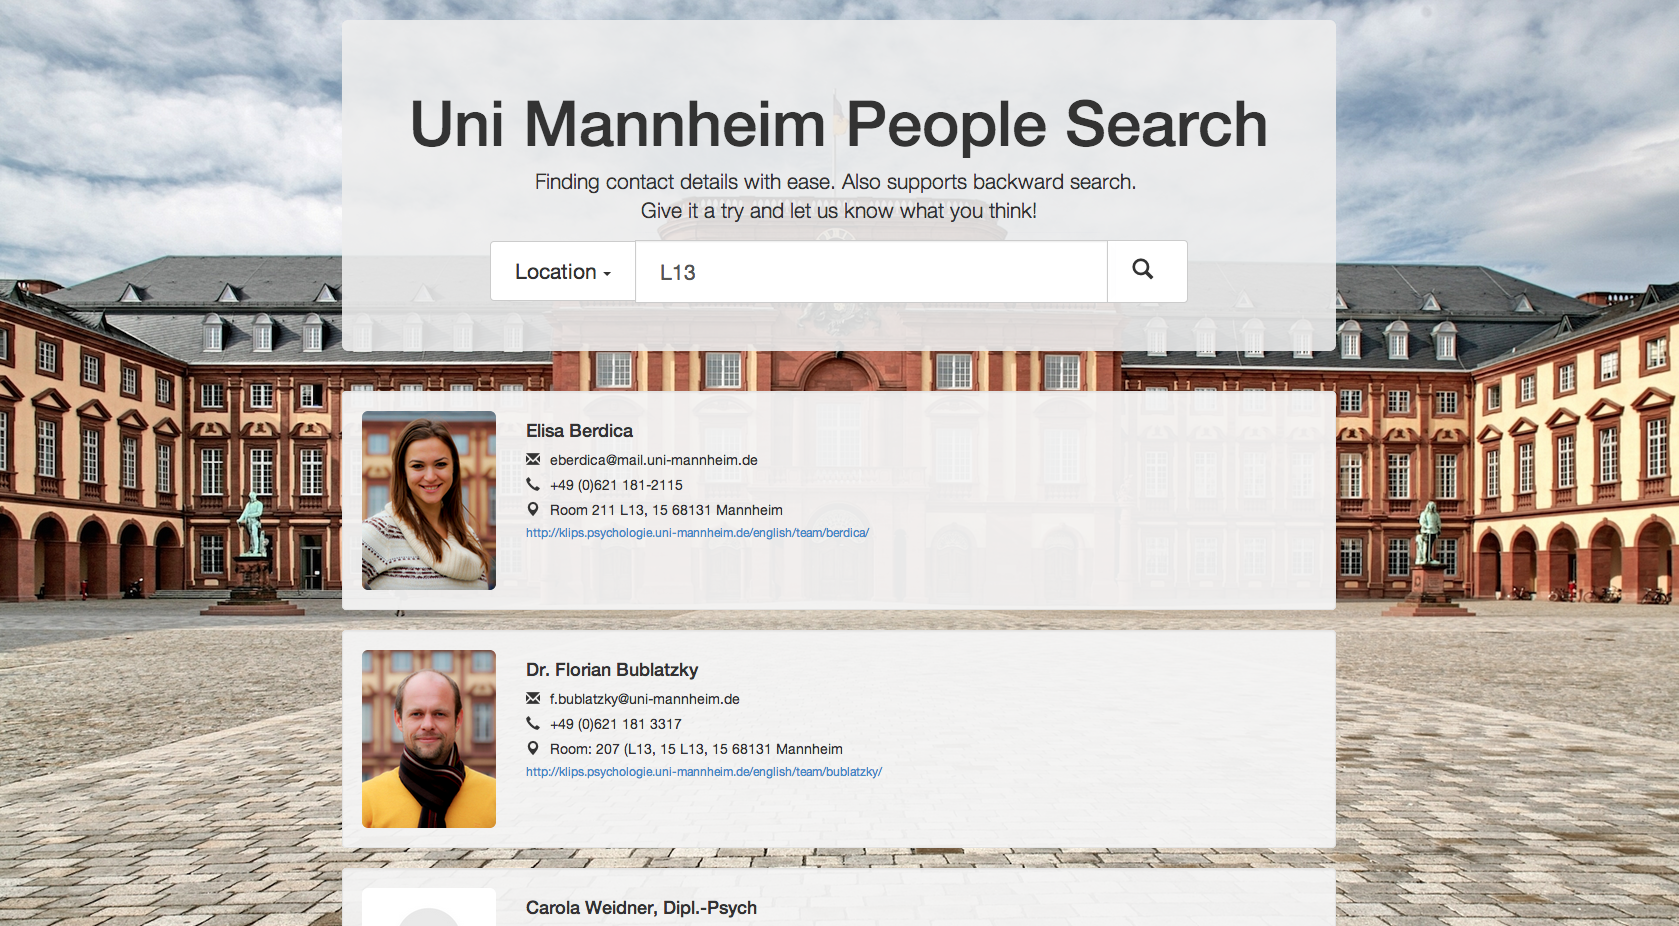 Uni Mannheim People Search
Finding contact details with ease. Also supports backward search.
Give it a try and let us know what you think!
Location
L13
Elisa Berdica
eberdica@mail.uni-mannheim.de
+49 (0)621 181-2115
Room 211 L13, 15 68131 Mannheim
http://klips.psychologie.uni-mannheim.de/english/team/berdica/
Dr. Florian Bublatzky
f.bublatzky@uni-mannheim.de
+49 (0)621 181 3317
Room: 207 (L13, 15 L13, 15 68131 Mannheim
http://klips.psychologie.uni-mannheim.de/english/team/bublatzky/
Carola Weidner, Dipl.-Psych